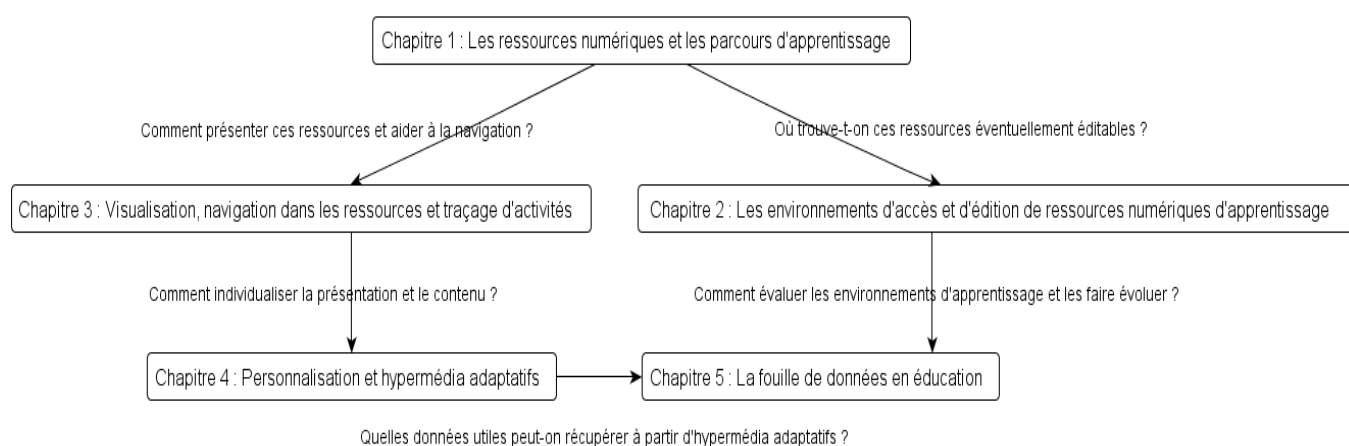 Chapitre 1 : Les ressources numériques et les parcours d'apprentissage
Comment présenter ces ressources et aider à la navigation ?
Où trouve-t-on ces ressources éventuellement éditables ?
Chapitre 3 : Visualisation, navigation dans les ressources et traçage d'activités
Chapitre 2 : Les environnements d'accès et d'édition de ressources numériques d'apprentissage
Comment individualiser la présentation et le contenu ?
Comment évaluer les environnements d'apprentissage et les faire évoluer ?
Chapitre 4 : Personnalisation et hypermédia adaptatifs
Chapitre 5 : La fouille de données en éducation
Quelles données utiles peut-on récupérer à partir d'hypermédia adaptatifs ?